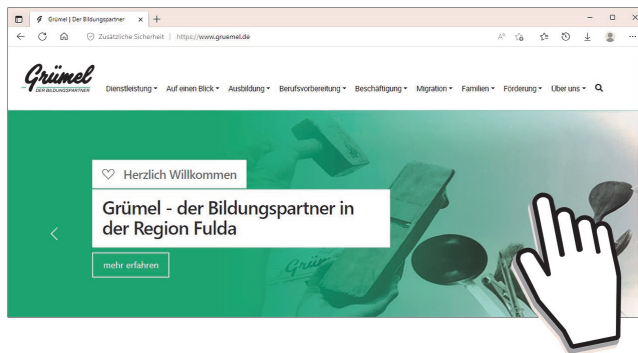 Grümel | Der Bildungspartner
Zusätzliche Sicherheit | https://www.gruemel.de
Grümel
DER BILDUNGSPARTNER
Dienstleistung
Auf einen Blick
Ausbildung
Berufsvorbereitung
Beschäftigung
Migration
Familien
Förderung
Über uns
Herzlich Willkommen
Grümel - der Bildungspartner in
der Region Fulda
mehr erfahren
Grümel